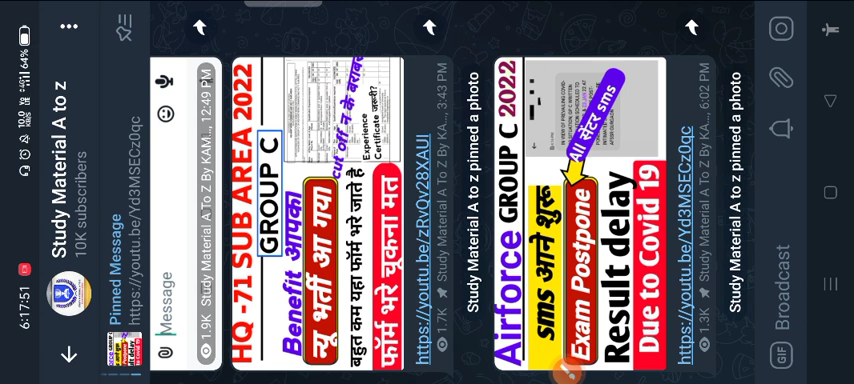 6:17:51
10.0
4G
64%
Study Material A to z
10K subscribers
Pinned Message
https://youtu.be/Yd3MSECz0qc
Message
1.9K Study Material A To Z By KAM..., 12:49 PM
HQ -71 SUB AREA 2022
GROUP C
cut off न के बराबर
Benefit आपका
Experience
Certificate जरूरी?
न्यू भर्ती आ गया
बहुत कम यहा फॉर्म भरे जाते है
फॉर्म भरे चूकना मत
https://youtu.be/zRvQv28XAUI
1.7K Study Material A To Z By KA..., 3:43 PM
Study Material A to z pinned a photo
Airforce GROUP C 2022
sms आने शुरू
All सेंटर sms
Exam Postpone
Result delay
Due to Covid 19
https://youtu.be/Yd3MSECz0qc
1.3K Study Material A To Z By KA..., 6:02 PM
Study Material A to z pinned a photo
GIF
Broadcast